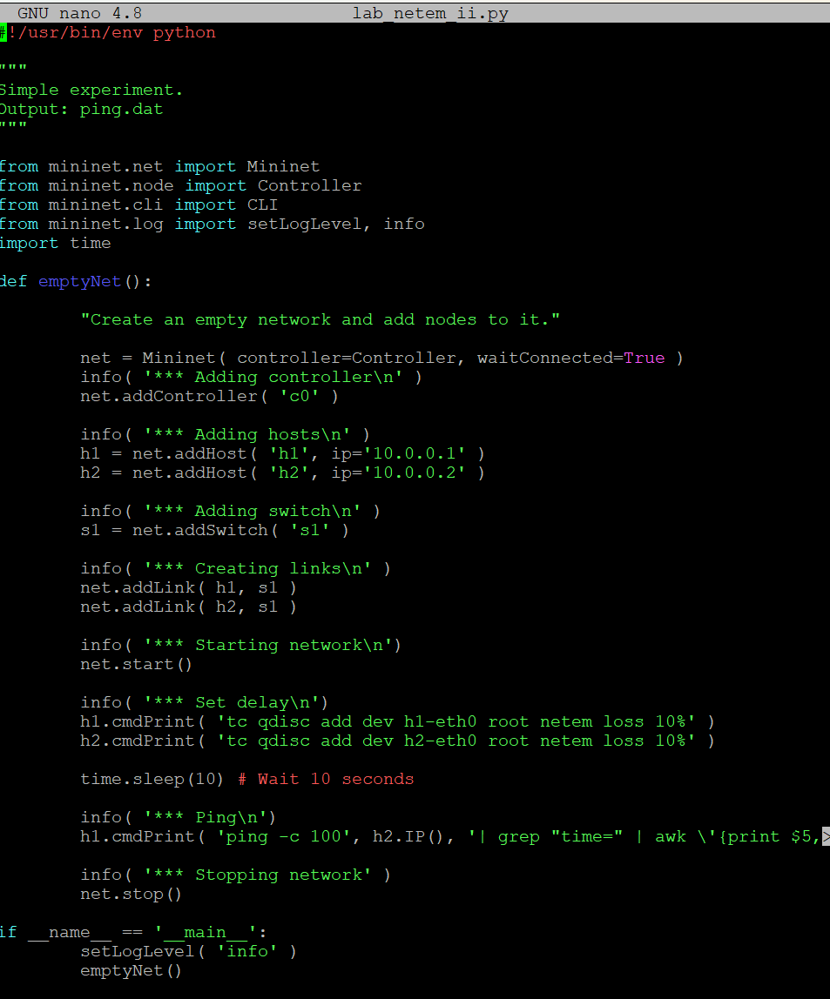 GNU nano 4.8 lab_netem_ii.py
#!/usr/bin/env python
"""
Simple experiment.
Output: ping.dat
"""
from mininet.net import Mininet
from mininet.node import Controller
from mininet.cli import CLI
from mininet.log import setLogLevel, info
import time
def emptyNet():
"Create an empty network and add nodes to it."
net = Mininet( controller=Controller, waitConnected=True )
info( '*** Adding controller\n' )
net.addController( 'c0' )
info( '*** Adding hosts\n' )
h1 = net.addHost( 'h1', ip='10.0.0.1' )
h2 = net.addHost( 'h2', ip='10.0.0.2' )
info( '*** Adding switch\n' )
s1 = net.addSwitch( 's1' )
info( '*** Creating links\n' )
net.addLink( h1, s1 )
net.addLink( h2, s1 )
info( '*** Starting network\n')
net.start()
info( '*** Set delay\n')
h1.cmdPrint( 'tc qdisc add dev h1-eth0 root netem loss 10%' )
h2.cmdPrint( 'tc qdisc add dev h2-eth0 root netem loss 10%' )
time.sleep(10) # Wait 10 seconds
info( '*** Ping\n')
h1.cmdPrint( 'ping -c 100', h2.IP(), '| grep "time=" | awk \'{print $5,>
info( '*** Stopping network' )
net.stop()
if __name__ == '__main__':
setLogLevel( 'info' )
emptyNet()